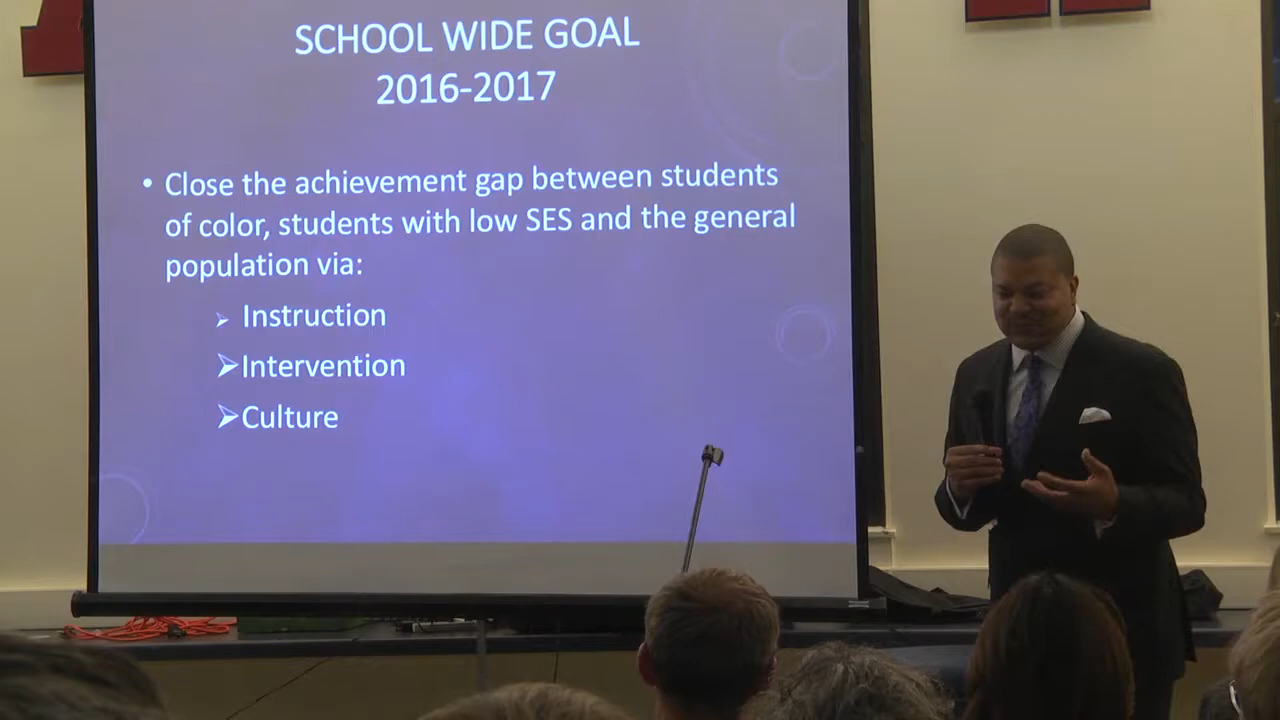 SCHOOL WIDE GOAL
2016-2017
• Close the achievement gap between students
of color, students with low SES and the general
population via:
➢ Instruction
➢Intervention
➢Culture